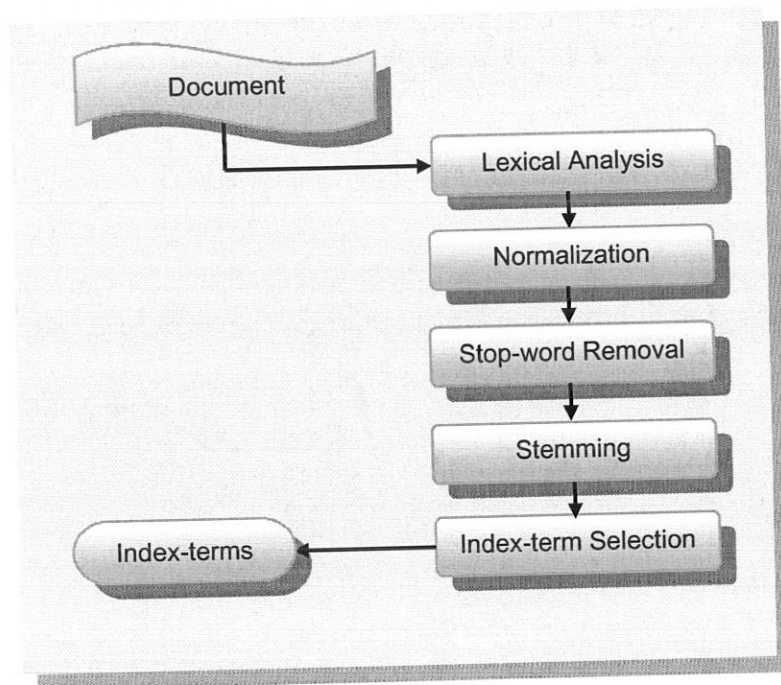 Document
Lexical Analysis
Normalization
Stop-word Removal
Stemming
Index-term Selection
Index-terms